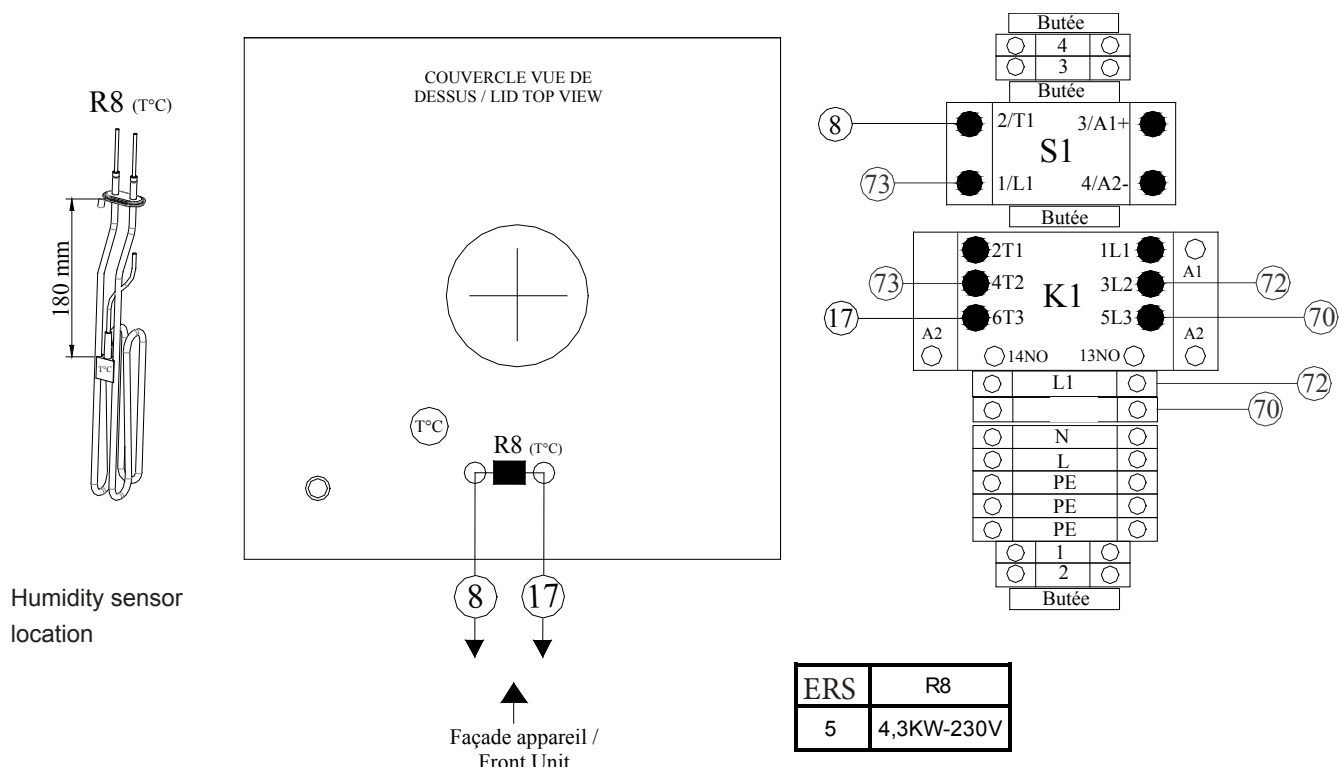 R8 (T°C)
180 mm
T°C
Humidity sensor
location
COUVERCLE VUE DE
DESSUS / LID TOP VIEW
T°C
R8 (T°C)
8 17
Façade appareil /
Front Unit
Butée
4
3
Butée
8 2/T1 3/A1+
S1
73 1/L1 4/A2-
Butée
2T1 1L1 A1
73 4T2 K1 3L2 72
17 6T3 5L3 70
A2 A2
14NO 13NO
L1 72
70
N
L
PE
PE
PE
1
2
Butée
ERS R8
5 4,3KW-230V